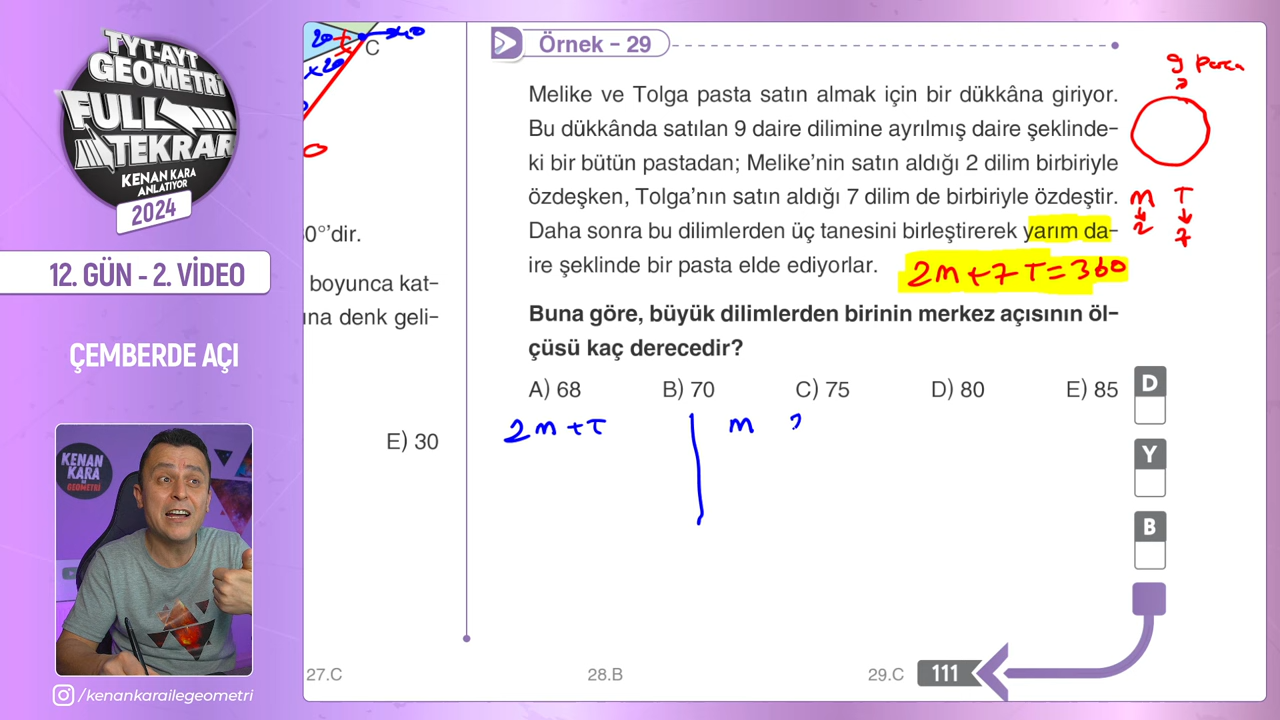 TYT-AYT
GEOMETRİ
FULL
TEKRAR
KENAN KARA
ANLATIYOR
2024
12. GÜN - 2. VİDEO
ÇEMBERDE AÇI
KENAN
KARA
GEOMETRİ
/kenankarailegeometri
20
C
x20
0°'dir.
boyunca kat-
ına denk geli-
E) 30
27.C
Örnek - 29
9 parça
Melike ve Tolga pasta satın almak için bir dükkâna giriyor.
Bu dükkânda satılan 9 daire dilimine ayrılmış daire şeklinde-
ki bir bütün pastadan; Melike'nin satın aldığı 2 dilim birbiriyle
özdeşken, Tolga'nın satın aldığı 7 dilim de birbiriyle özdeştir.
M T
2 7
Daha sonra bu dilimlerden üç tanesini birleştirerek yarım da-
ire şeklinde bir pasta elde ediyorlar.
2M+7T=360
Buna göre, büyük dilimlerden birinin merkez açısının öl-
çüsü kaç derecedir?
A) 68 B) 70 C) 75 D) 80 E) 85
2M+T M
D
Y
B
28.B
29.C
111